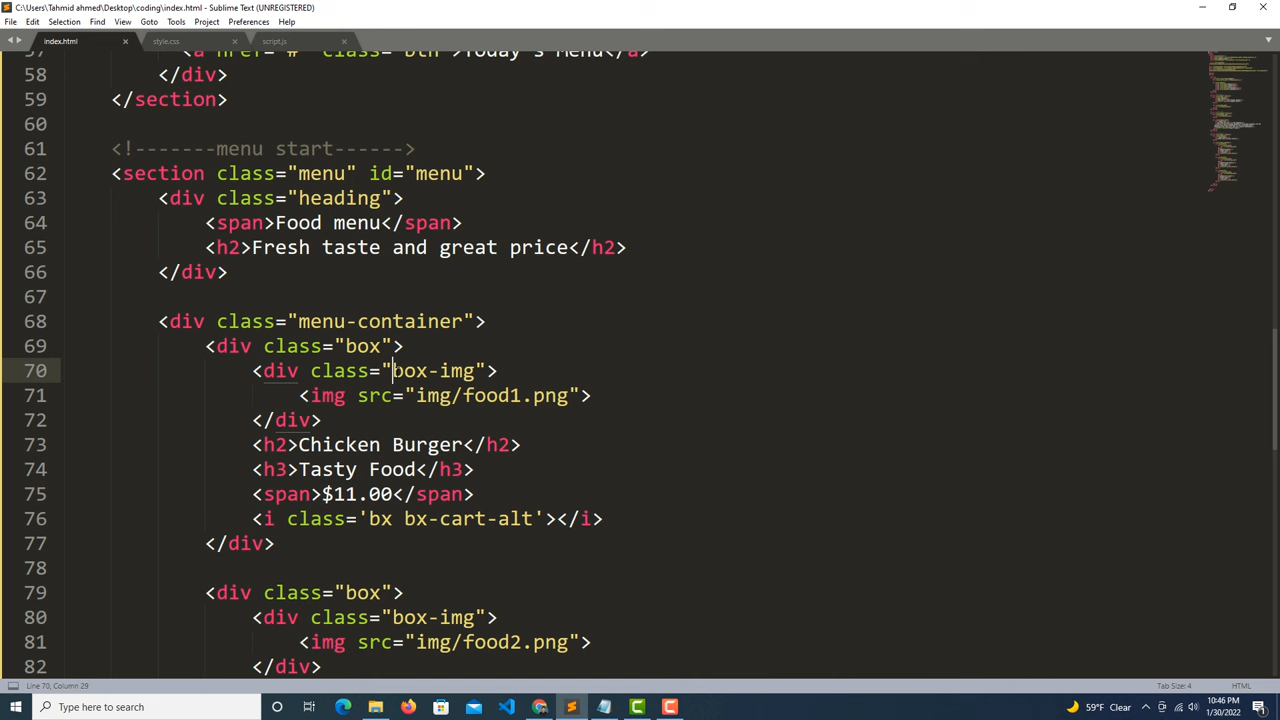 C:\Users\Tahmid ahmed\Desktop\coding\index.html - Sublime Text (UNREGISTERED)
File Edit Selection Find View Goto Tools Project Preferences Help
index.html style.css script.js
57 <a href="#" class="btn">Today's Menu</a>
58 </div>
59 </section>
60
61 <!-------menu start------>
62 <section class="menu" id="menu">
63 <div class="heading">
64 <span>Food menu</span>
65 <h2>Fresh taste and great price</h2>
66 </div>
67
68 <div class="menu-container">
69 <div class="box">
70 <div class="box-img">
71 <img src="img/food1.png">
72 </div>
73 <h2>Chicken Burger</h2>
74 <h3>Tasty Food</h3>
75 <span>$11.00</span>
76 <i class='bx bx-cart-alt'></i>
77 </div>
78
79 <div class="box">
80 <div class="box-img">
81 <img src="img/food2.png">
82 </div>
Line 70, Column 29 Tab Size: 4 HTML
Type here to search 59°F Clear 10:46 PM
1/30/2022